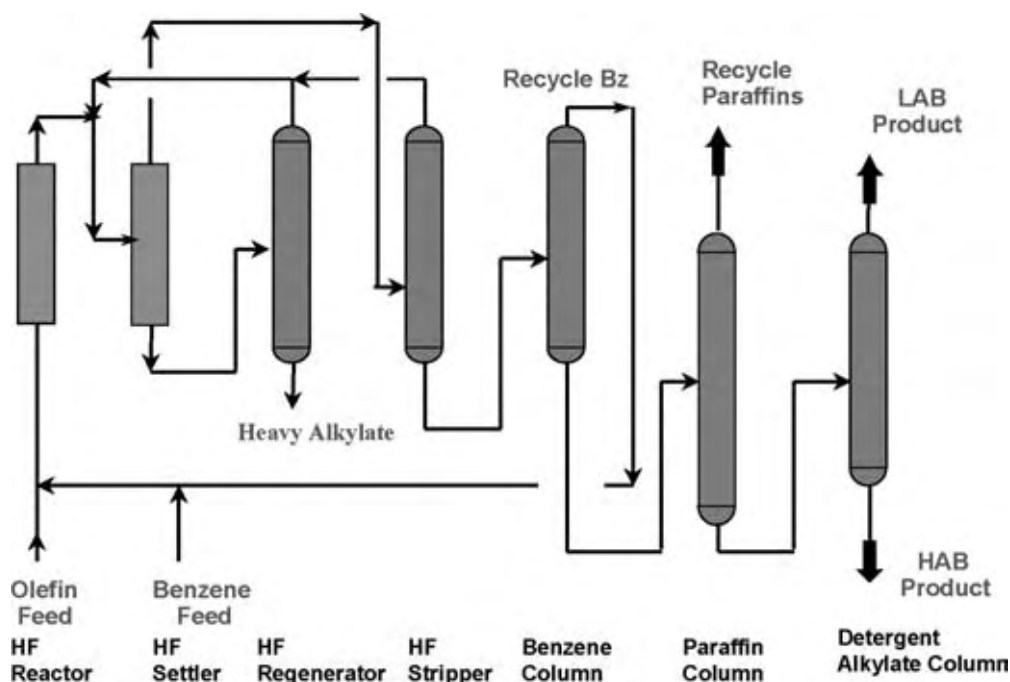 Recycle Bz
Recycle
Paraffins
LAB
Product
Heavy Alkylate
Olefin
Feed
Benzene
Feed
HAB
Product
HF
Reactor
HF
Settler
HF
Regenerator
HF
Stripper
Benzene
Column
Paraffin
Column
Detergent
Alkylate Column